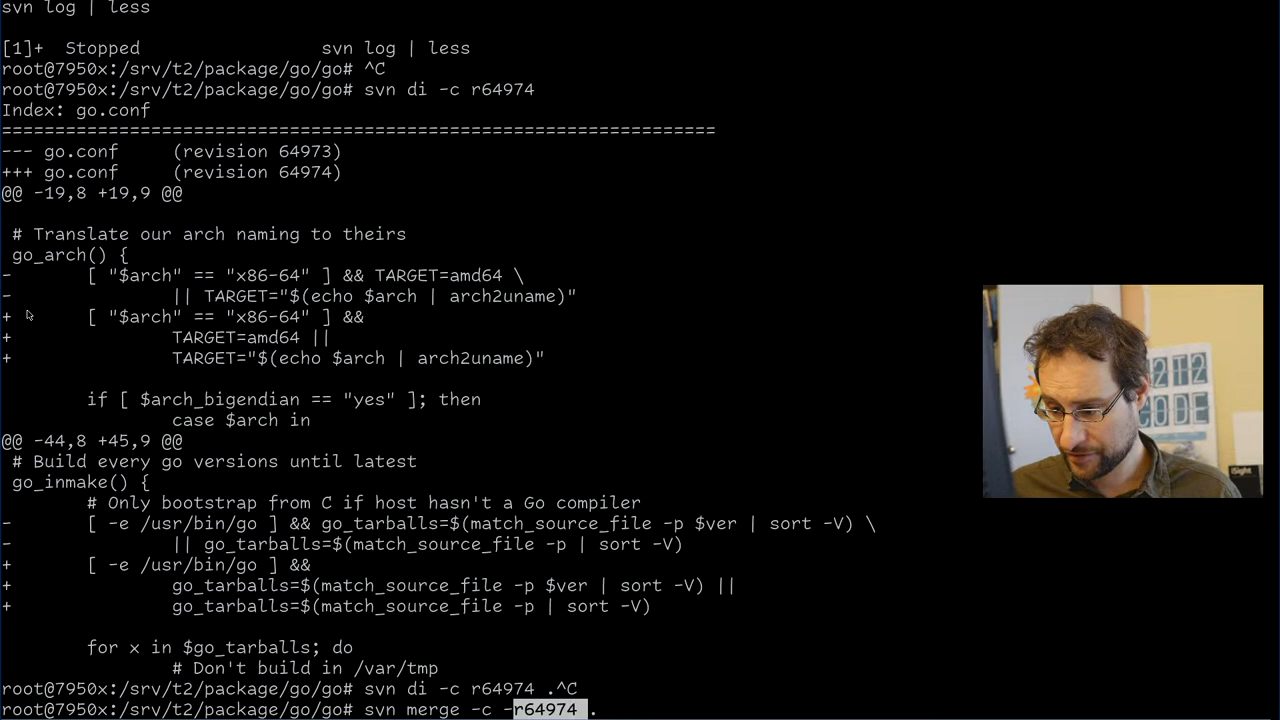 svn log | less
[1]+  Stopped                 svn log | less
root@7950x:/srv/t2/package/go/go# ^C
root@7950x:/srv/t2/package/go/go# svn di -c r64974
Index: go.conf
===================================================================
--- go.conf     (revision 64973)
+++ go.conf     (revision 64974)
@@ -19,8 +19,9 @@
 # Translate our arch naming to theirs
 go_arch() {
-       [ "$arch" == "x86-64" ] && TARGET=amd64 \
-               || TARGET="$(echo $arch | arch2uname)"
+       [ "$arch" == "x86-64" ] &&
+               TARGET=amd64 ||
+               TARGET="$(echo $arch | arch2uname)"
        if [ $arch_bigendian == "yes" ]; then
                case $arch in
@@ -44,8 +45,9 @@
 # Build every go versions until latest
 go_inmake() {
        # Only bootstrap from C if host hasn't a Go compiler
-       [ -e /usr/bin/go ] && go_tarballs=$(match_source_file -p $ver | sort -V) \
-               || go_tarballs=$(match_source_file -p | sort -V)
+       [ -e /usr/bin/go ] &&
+               go_tarballs=$(match_source_file -p $ver | sort -V) ||
+               go_tarballs=$(match_source_file -p | sort -V)
        for x in $go_tarballs; do
                # Don't build in /var/tmp
root@7950x:/srv/t2/package/go/go# svn di -c r64974 .^C
root@7950x:/srv/t2/package/go/go# svn merge -c -r64974 .
T2
CODE
iSight